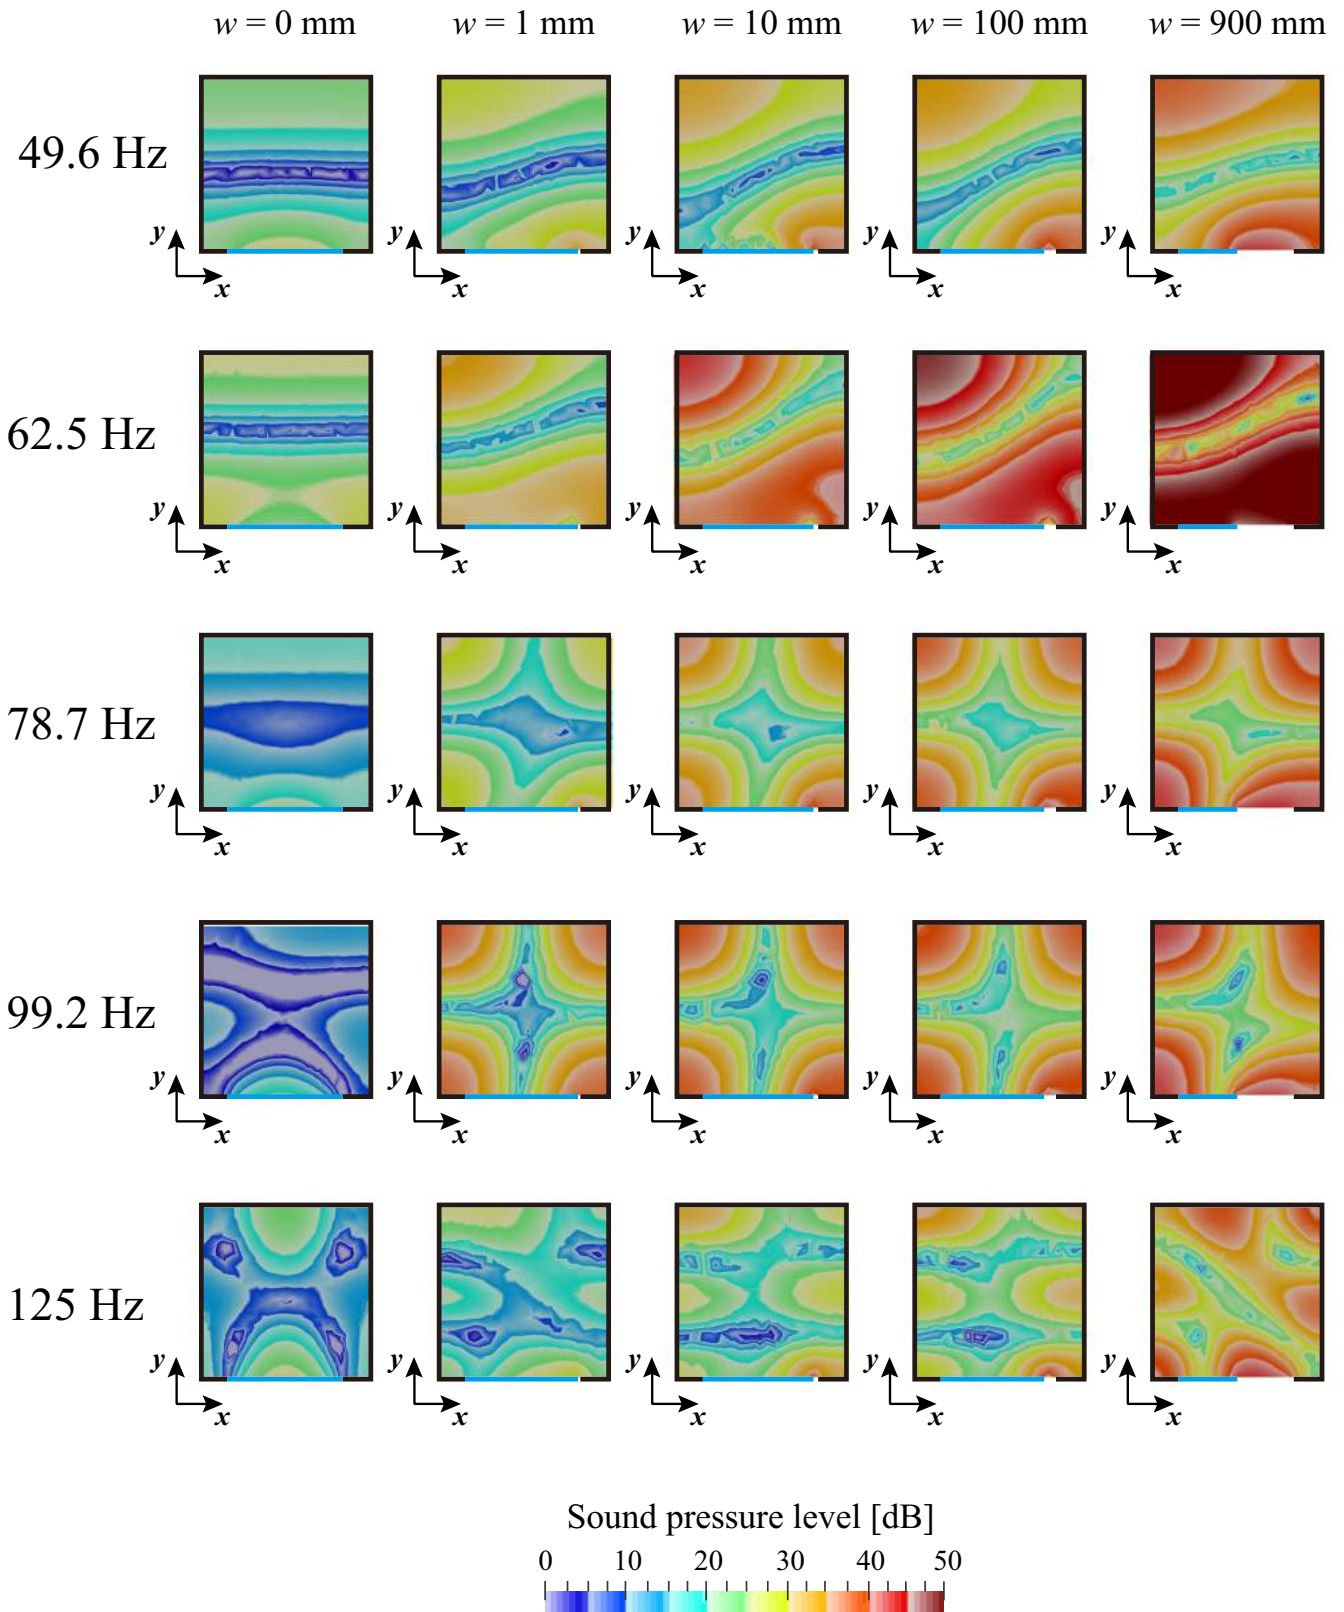 w = 0 mm w = 1 mm w = 10 mm w = 100 mm w = 900 mm
49.6 Hz
y y y y y
x x x x x
62.5 Hz
y y y y y
x x x x x
78.7 Hz
y y y y y
x x x x x
99.2 Hz
y y y y y
x x x x x
125 Hz
y y y y y
x x x x x
Sound pressure level [dB]
0 10 20 30 40 50